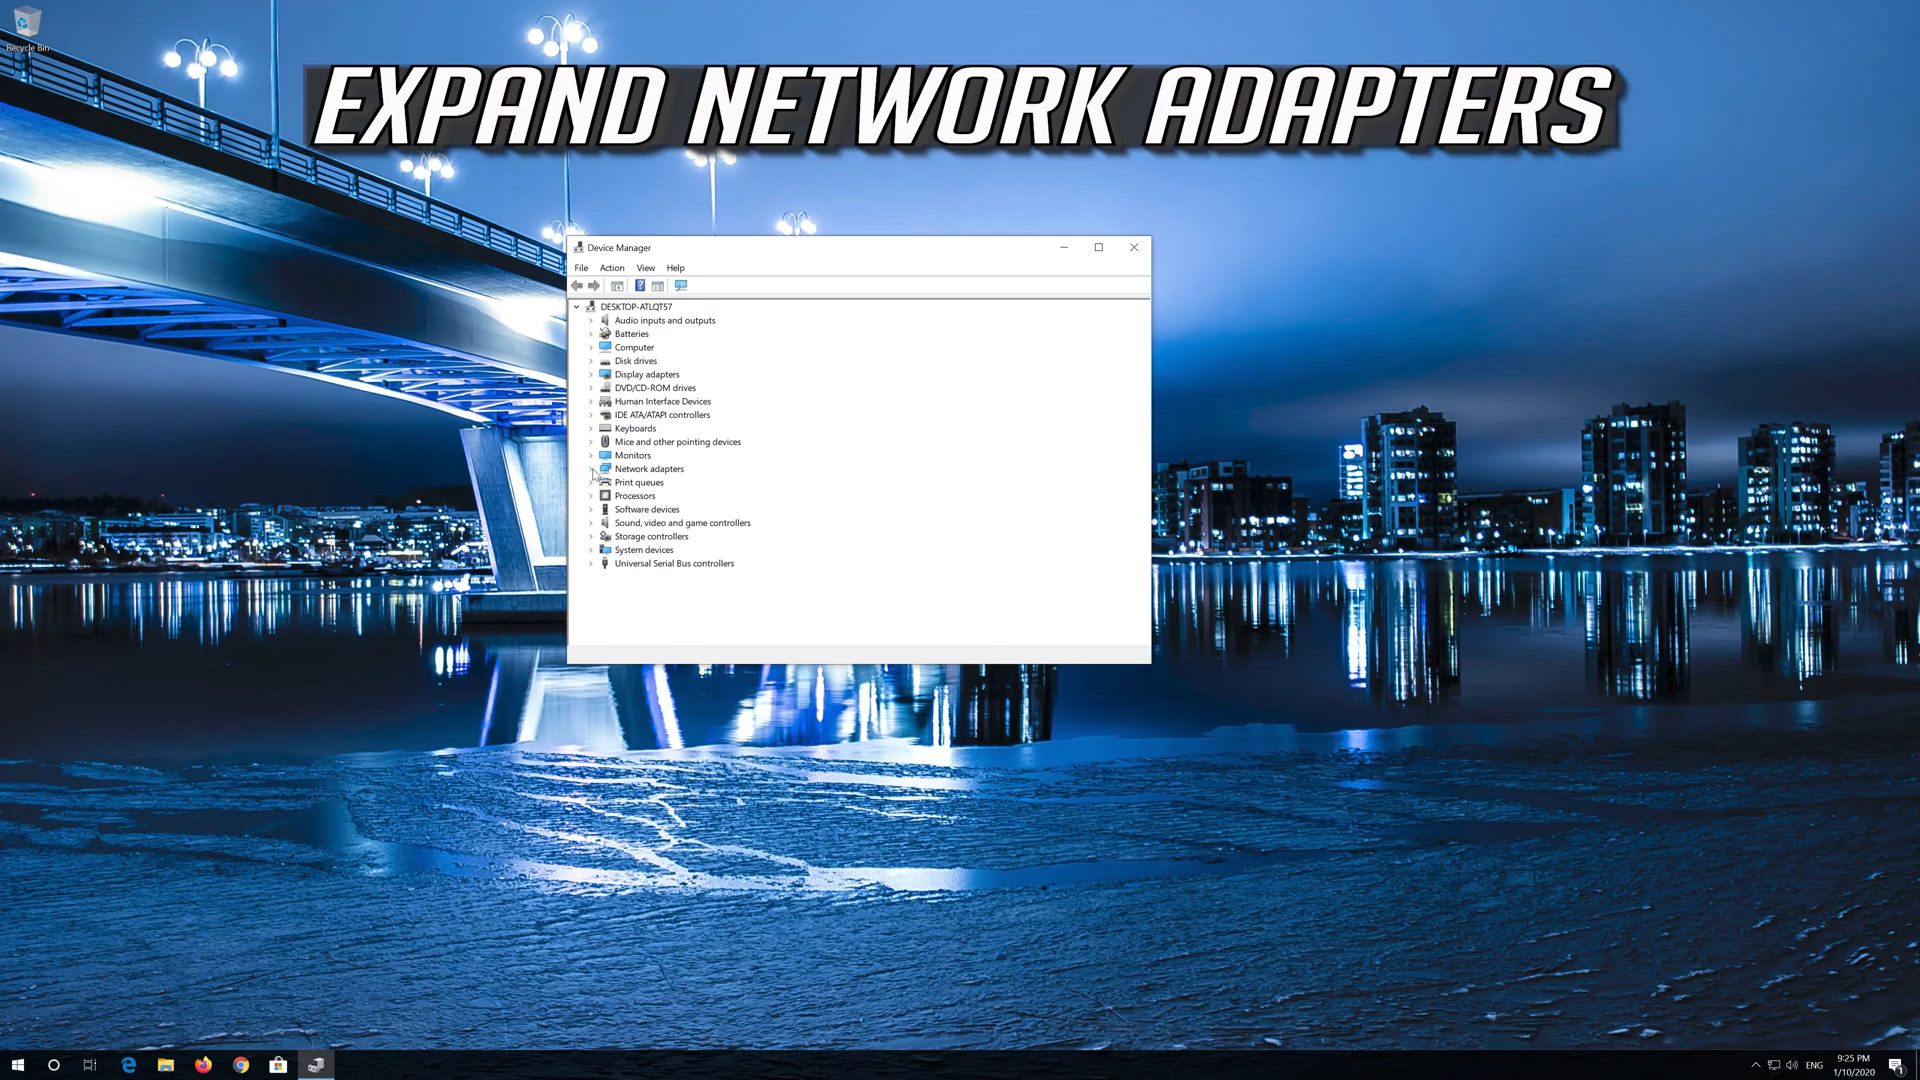 Recycle Bin
EXPAND NETWORK ADAPTERS
Device Manager
File Action View Help
DESKTOP-ATLQT57
Audio inputs and outputs
Batteries
Computer
Disk drives
Display adapters
DVD/CD-ROM drives
Human Interface Devices
IDE ATA/ATAPI controllers
Keyboards
Mice and other pointing devices
Monitors
Network adapters
Print queues
Processors
Software devices
Sound, video and game controllers
Storage controllers
System devices
Universal Serial Bus controllers
ENG
9:25 PM
1/10/2020
1